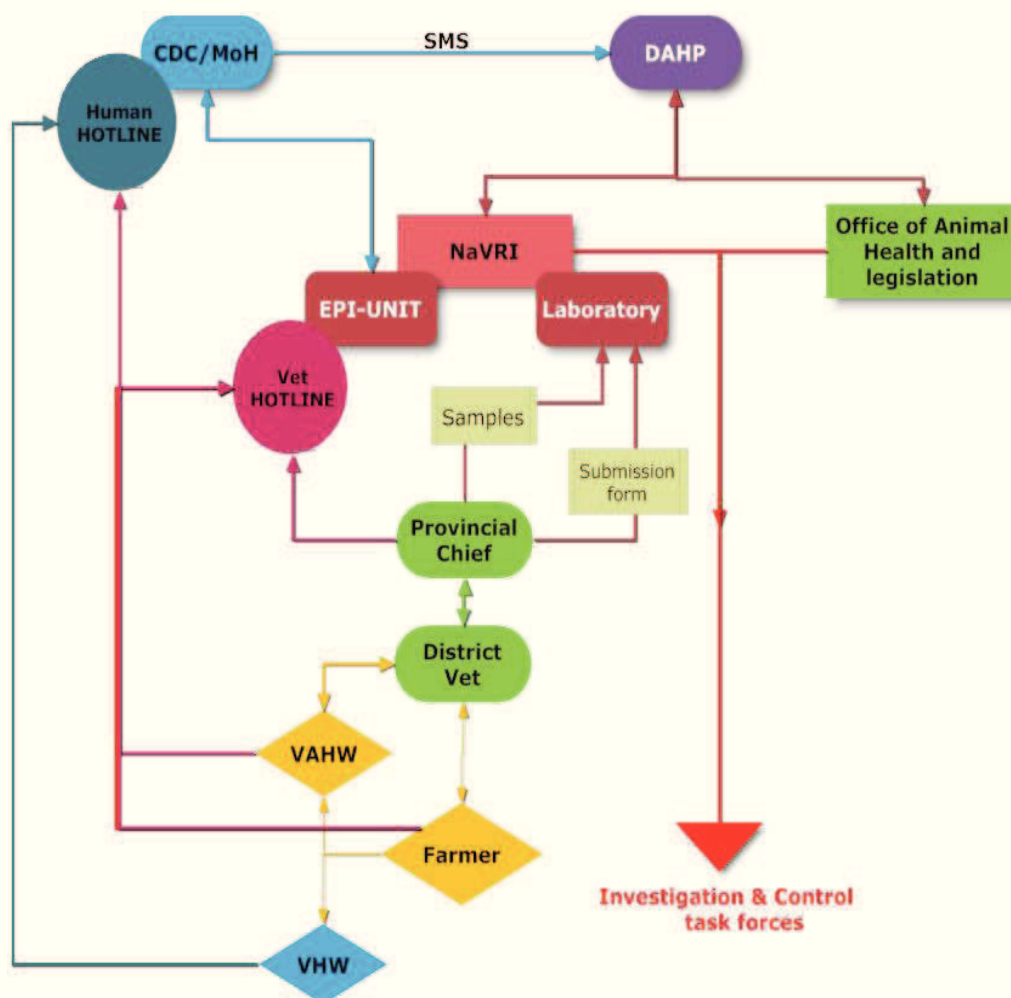 SMS
CDC/MoH
DAHP
Human
HOTLINE
NaVRI
Office of Animal
Health and
legislation
EPI-UNIT
Laboratory
Vet
HOTLINE
Samples
Submission
form
Provincial
Chief
District
Vet
VAHW
Farmer
Investigation & Control
task forces
VHW